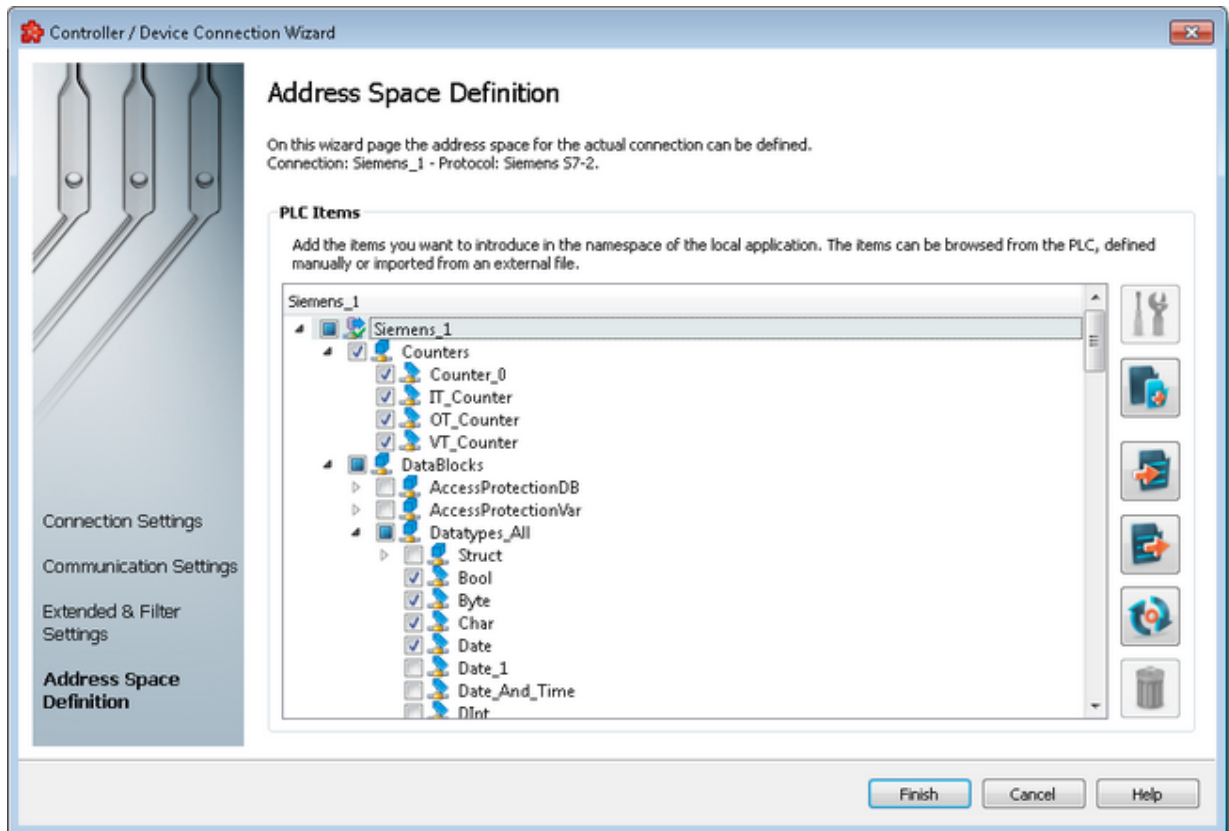 Controller / Device Connection Wizard
Address Space Definition
On this wizard page the address space for the actual connection can be defined.
Connection: Siemens_1 - Protocol: Siemens S7-2.
PLC Items
Add the items you want to introduce in the namespace of the local application. The items can be browsed from the PLC, defined
manually or imported from an external file.
Siemens_1
Siemens_1
Counters
Counter_0
IT_Counter
OT_Counter
VT_Counter
DataBlocks
AccessProtectionDB
AccessProtectionVar
Datatypes_All
Struct
Bool
Byte
Char
Date
Date_1
Date_And_Time
DInt
Connection Settings
Communication Settings
Extended & Filter
Settings
Address Space
Definition
Finish
Cancel
Help